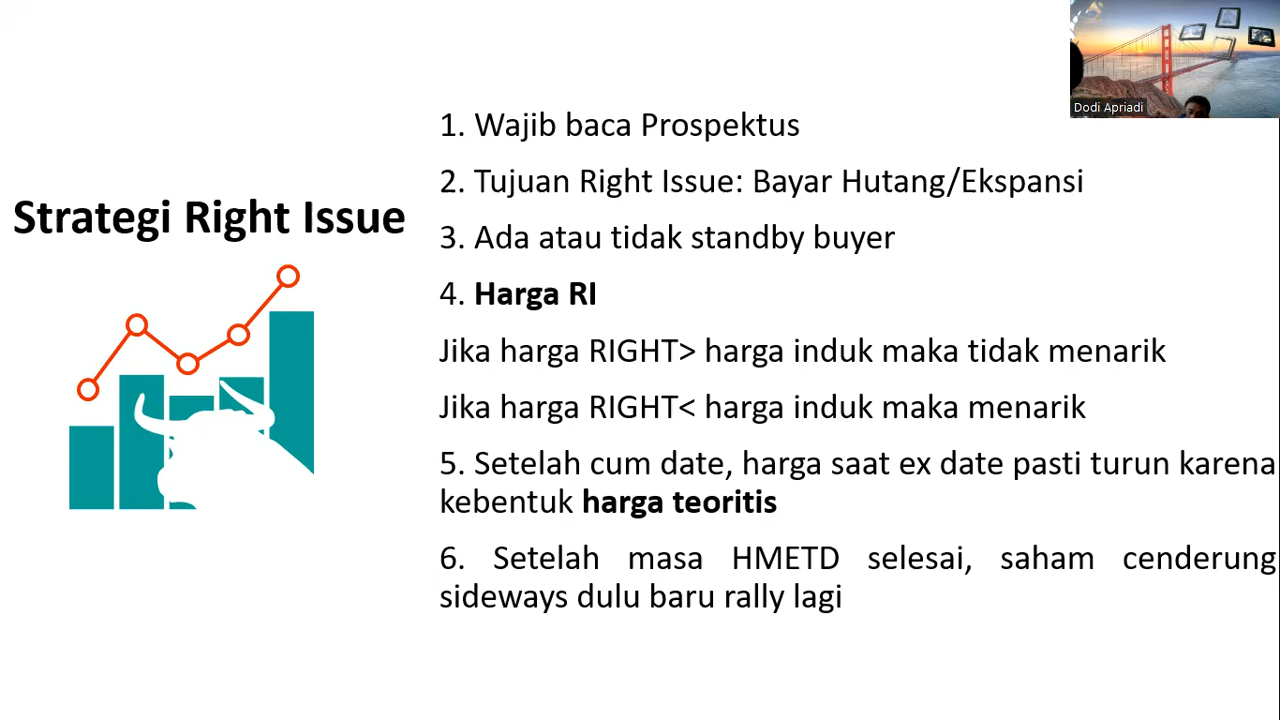 Dodi Apriadi
Strategi Right Issue
1. Wajib baca Prospektus
2. Tujuan Right Issue: Bayar Hutang/Ekspansi
3. Ada atau tidak standby buyer
4. Harga RI
Jika harga RIGHT> harga induk maka tidak menarik
Jika harga RIGHT< harga induk maka menarik
5. Setelah cum date, harga saat ex date pasti turun karena
kebentuk harga teoritis
6. Setelah masa HMETD selesai, saham cenderung
sideways dulu baru rally lagi